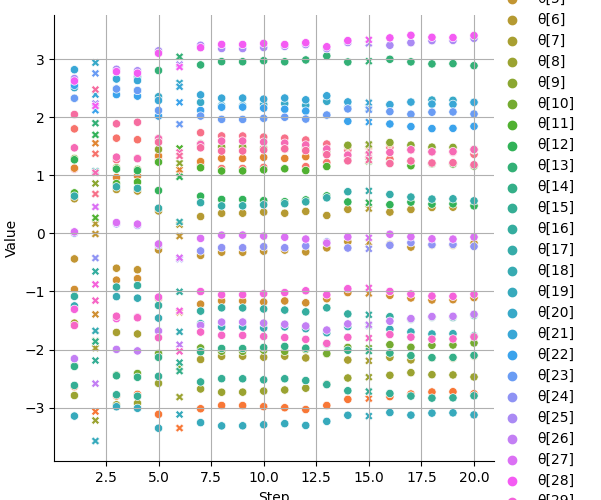 3
2
1
0
−1
−2
−3
Value
2.5 5.0 7.5 10.0 12.5 15.0 17.5 20.0
Step
θ[6]
θ[7]
θ[8]
θ[9]
θ[10]
θ[11]
θ[12]
θ[13]
θ[14]
θ[15]
θ[16]
θ[17]
θ[18]
θ[19]
θ[20]
θ[21]
θ[22]
θ[23]
θ[24]
θ[25]
θ[26]
θ[27]
θ[28]